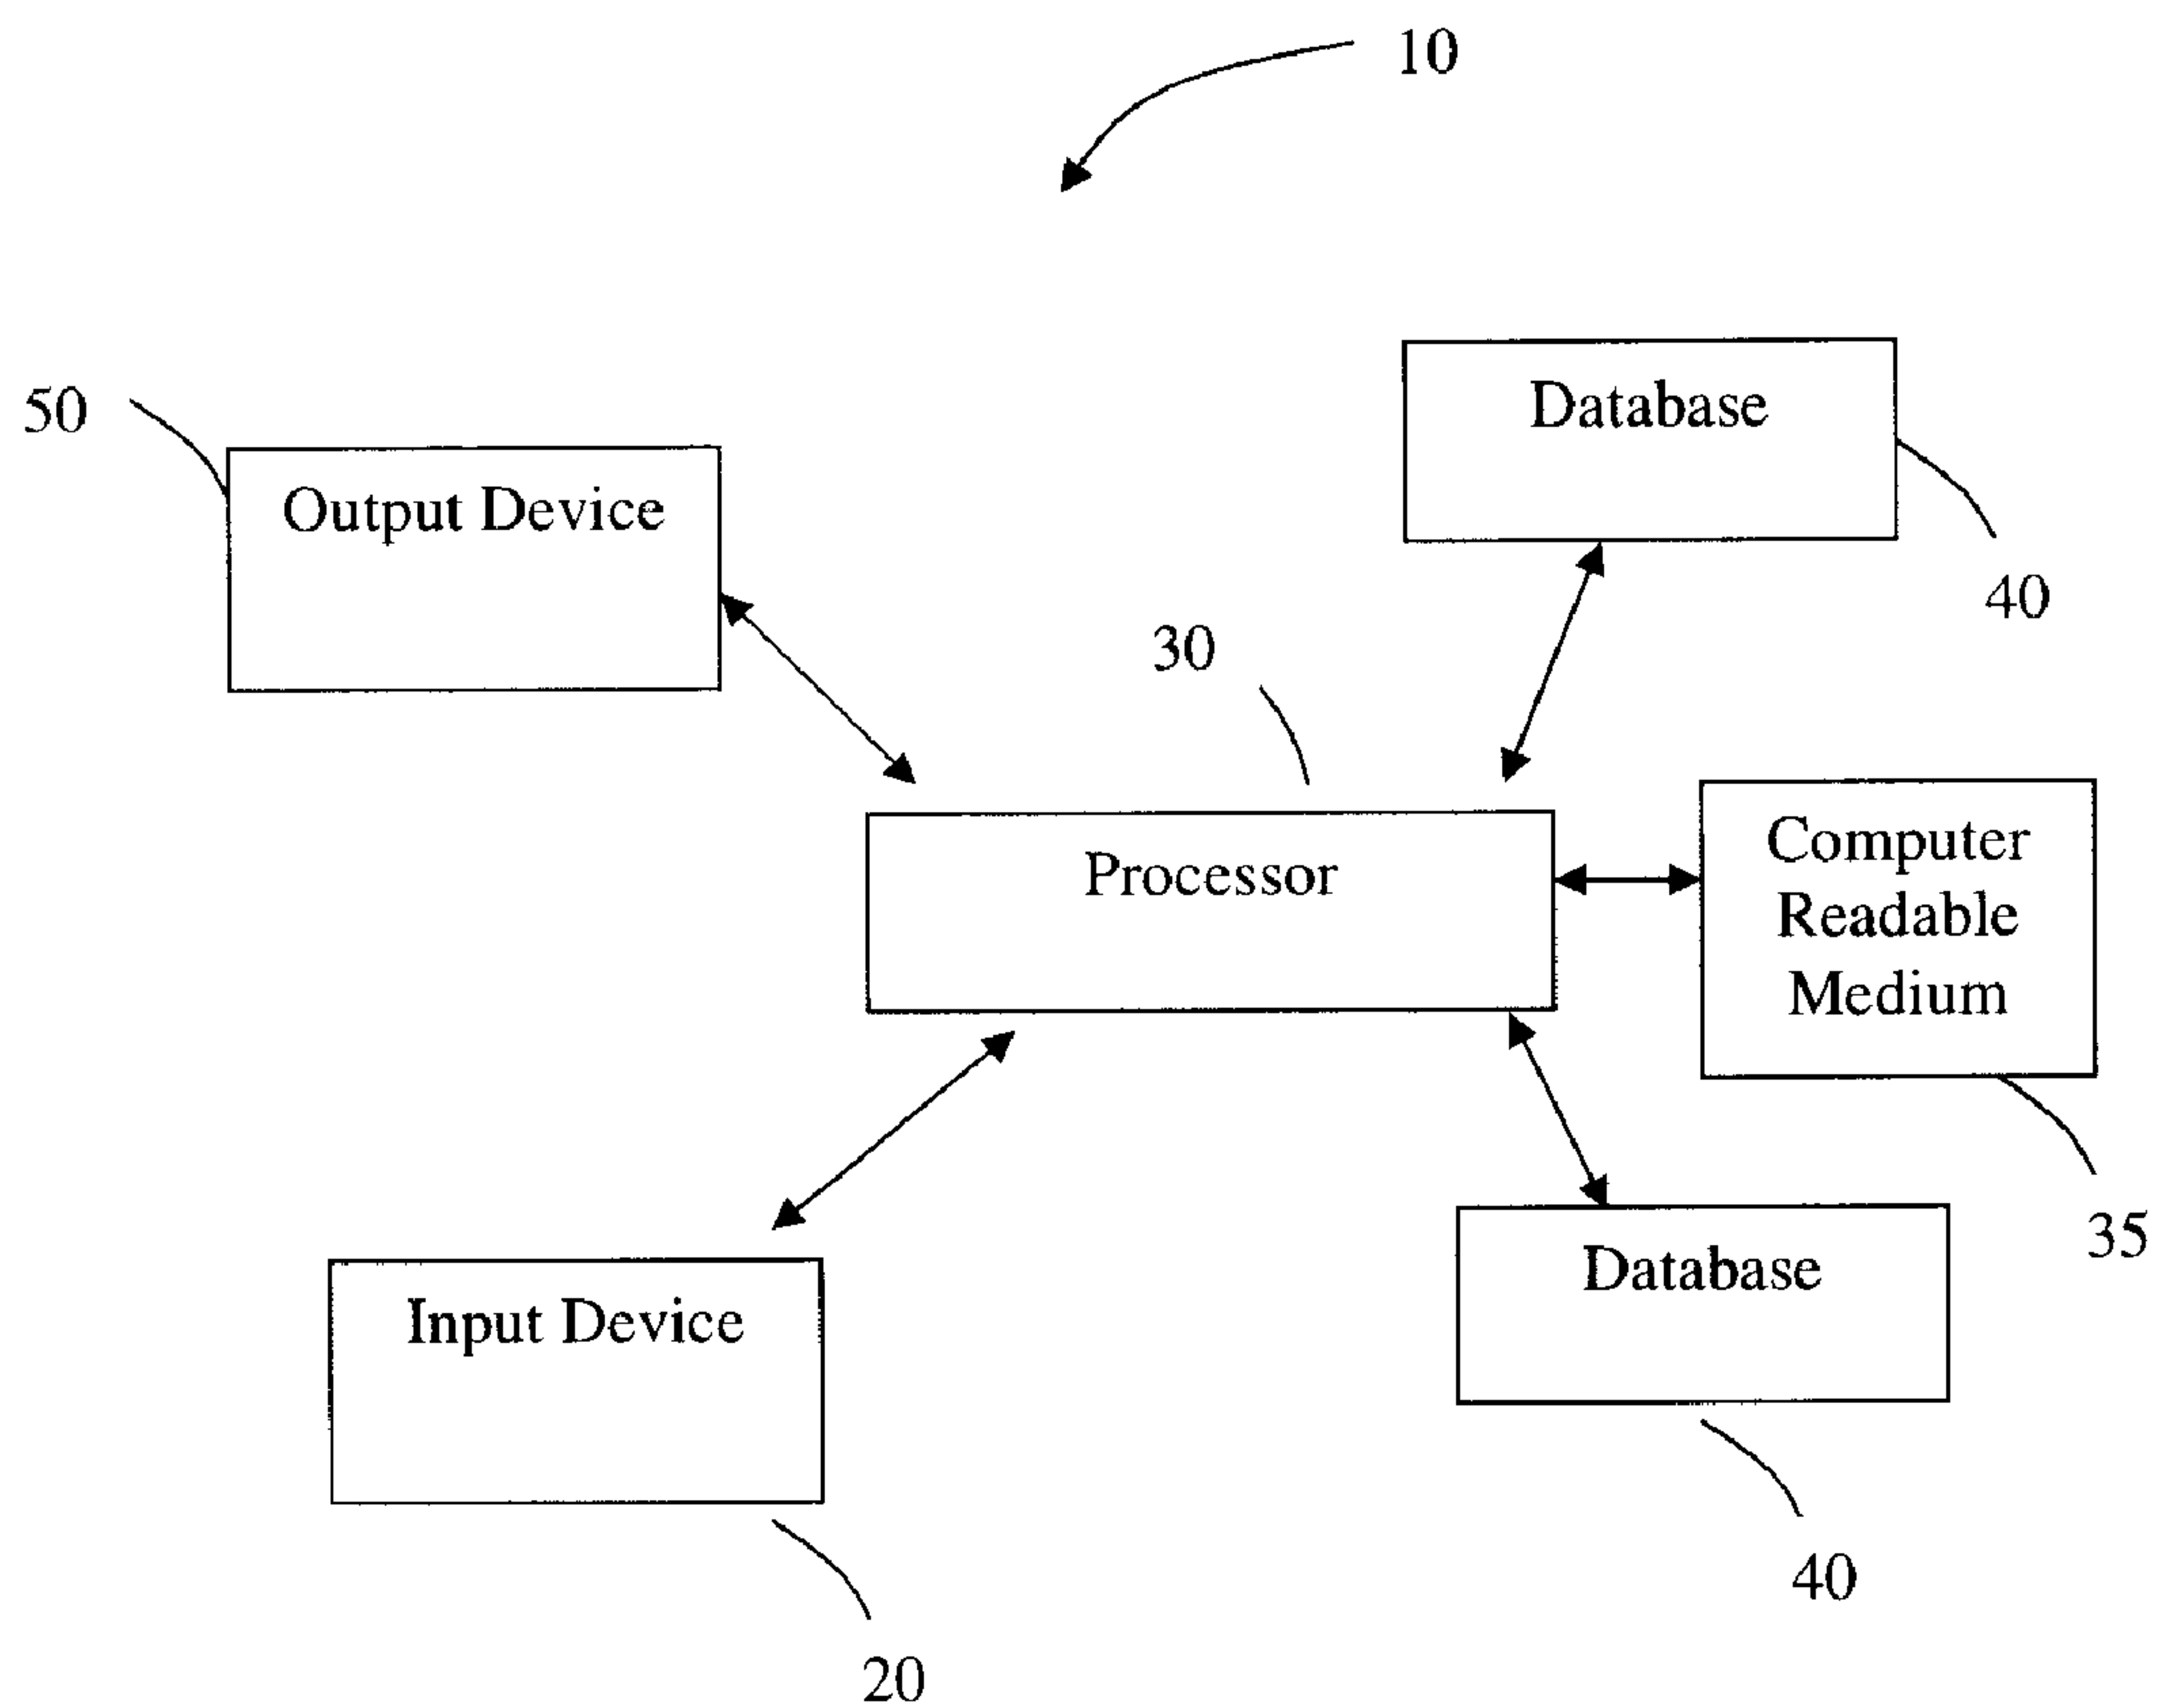 10
50
Output Device
Database
40
30
Processor
Computer
Readable
Medium
35
Input Device
Database
40
20